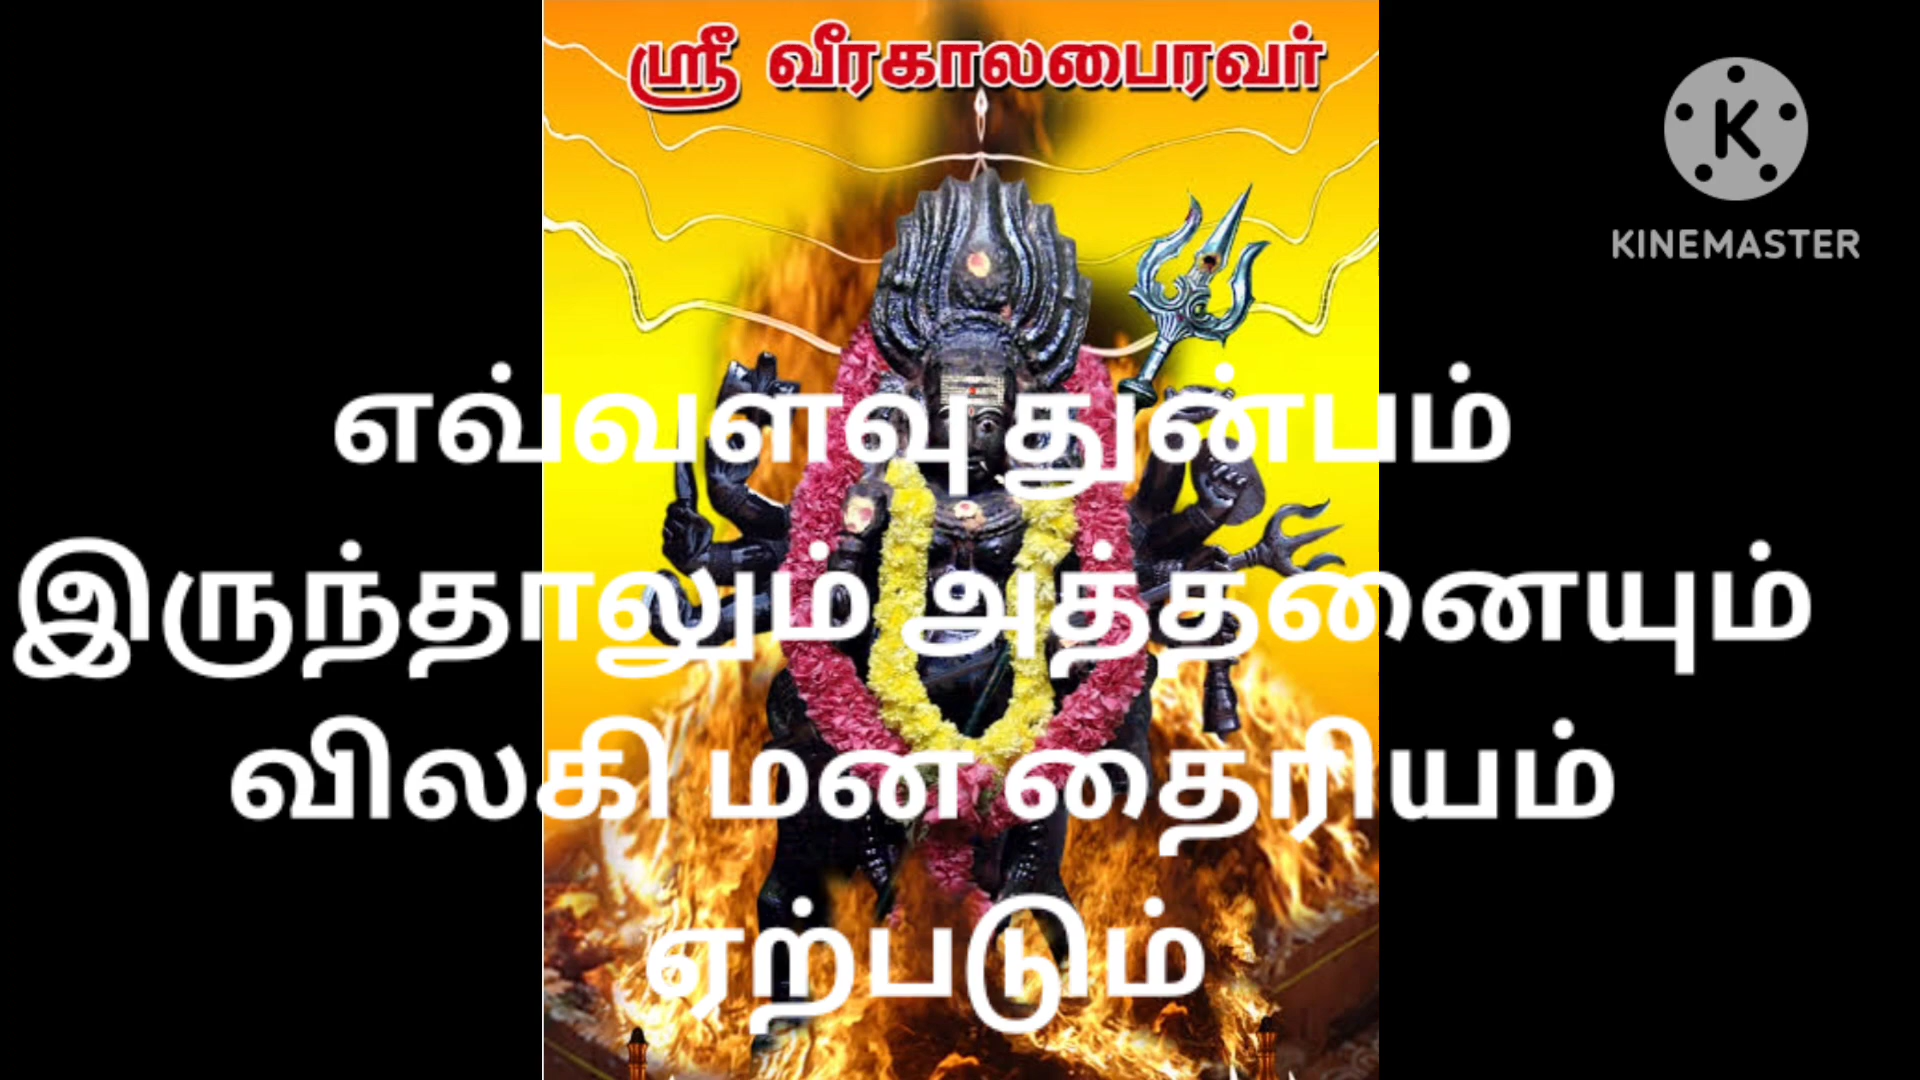 ஸ்ரீ வீரகாலபைரவர்
KINEMASTER
எவ்வளவு துன்பம்
இருந்தாலும் அத்தனையும்
விலகி மன தைரியம்
ஏற்படும்